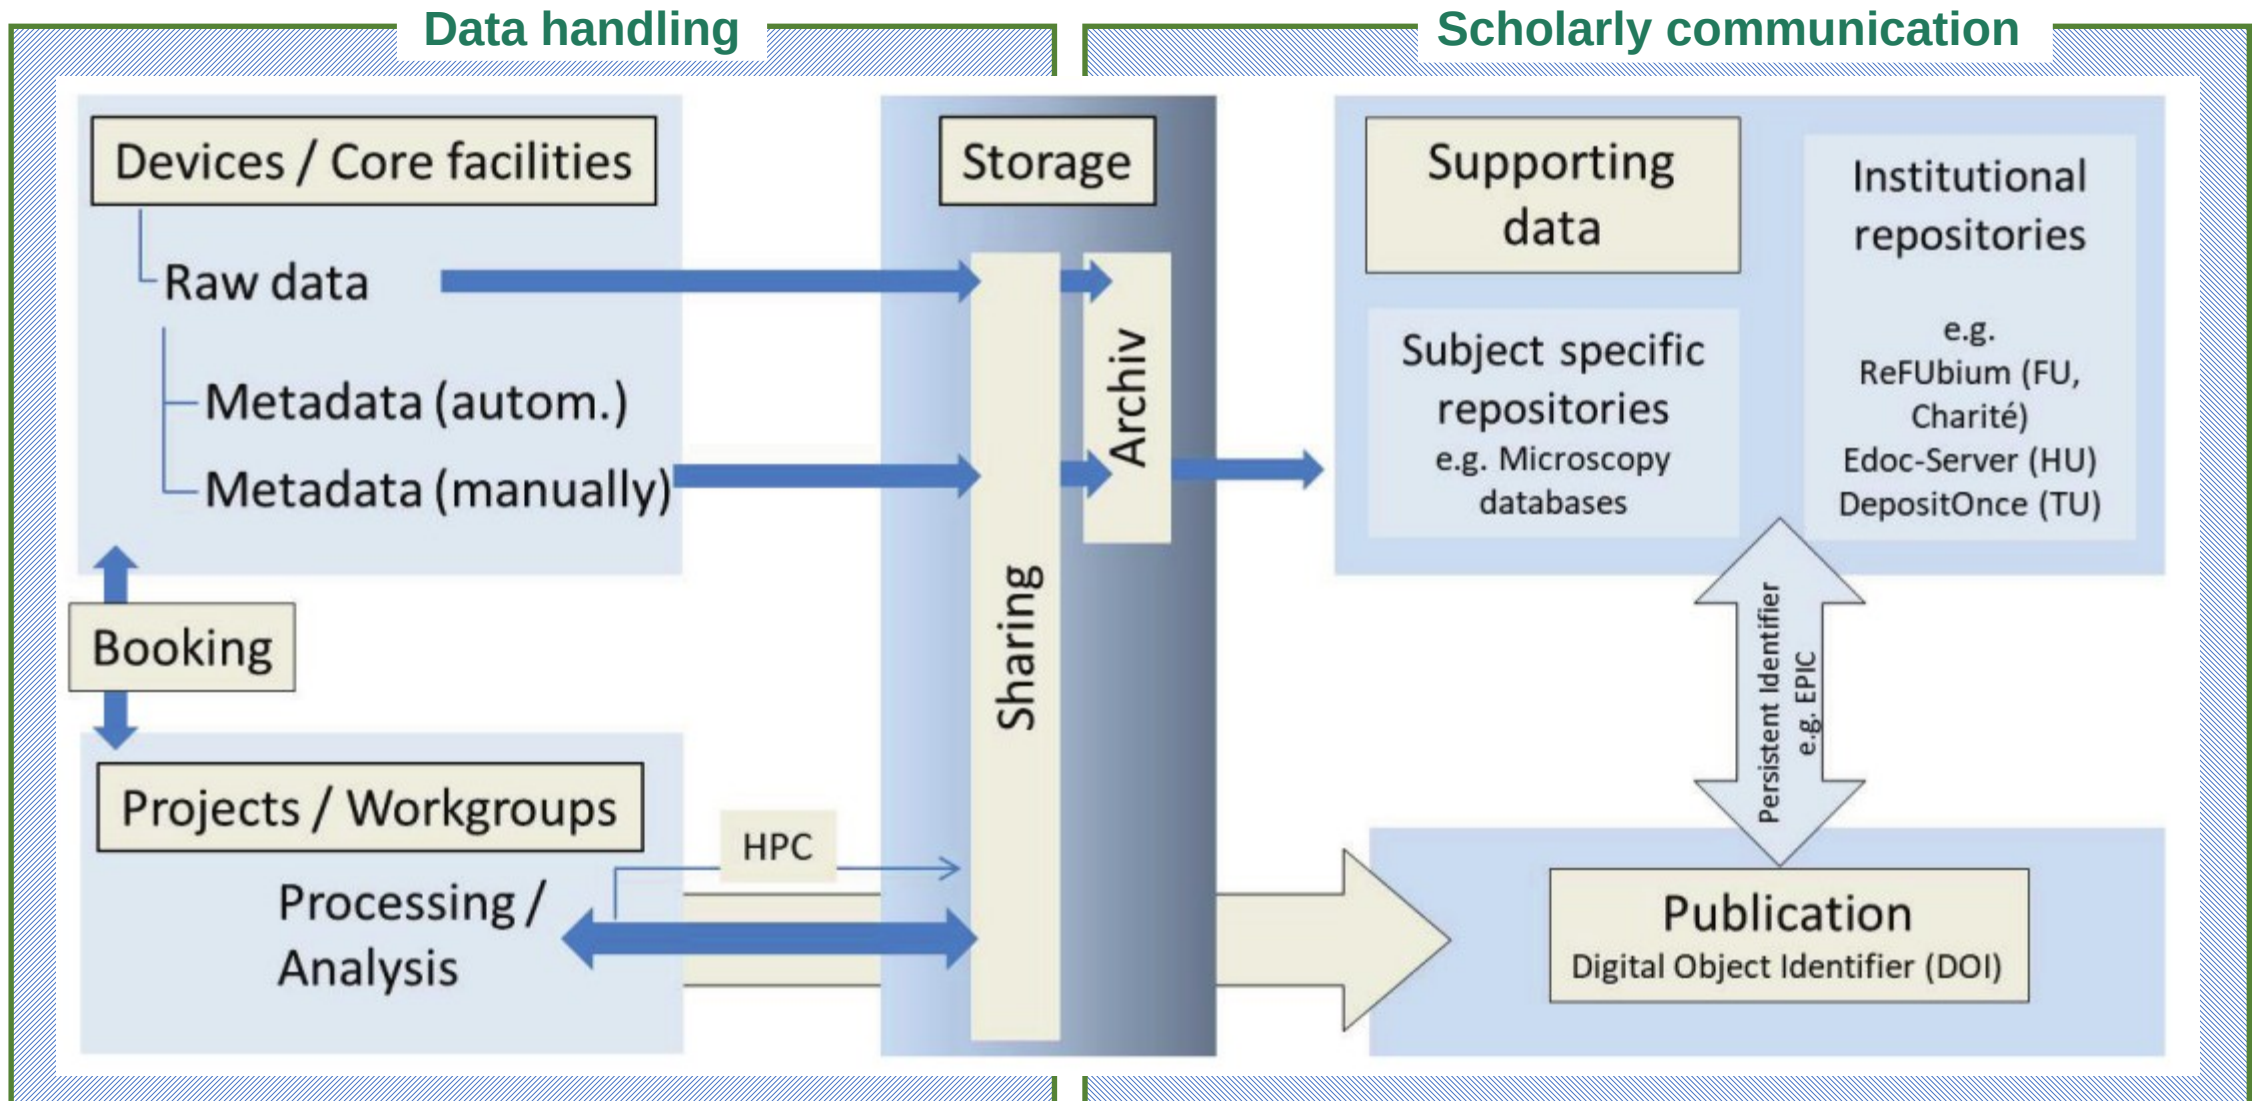 Data handling
Scholarly communication
Devices / Core facilities
Raw data
Metadata (autom.)
Metadata (manually)
Booking
Projects / Workgroups
Processing /
Analysis
HPC
Storage
Sharing
Archiv
Supporting
data
Subject specific
repositories
e.g. Microscopy
databases
Institutional
repositories
e.g.
ReFUbium (FU,
Charité)
Edoc-Server (HU)
DepositOnce (TU)
Persistent Identifier
e.g. EPIC
Publication
Digital Object Identifier (DOI)